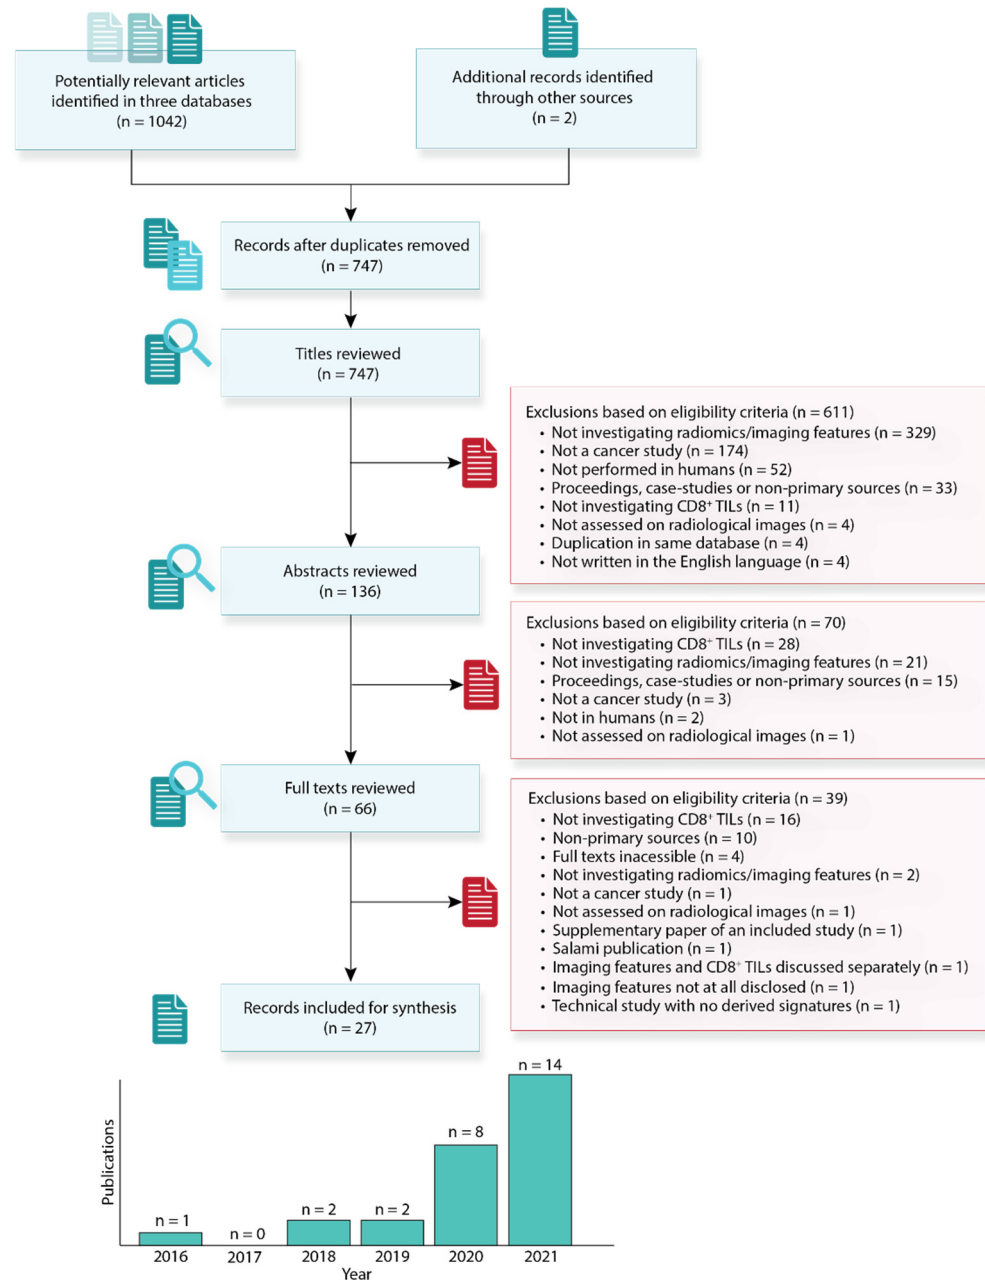 Potentially relevant articles
identified in three databases
(n = 1042)
Additional records identified
through other sources
(n = 2)
Records after duplicates removed
(n = 747)
Titles reviewed
(n = 747)
Exclusions based on eligibility criteria (n = 611)
• Not investigating radiomics/imaging features (n = 329)
• Not a cancer study (n = 174)
• Not performed in humans (n = 52)
• Proceedings, case-studies or non-primary sources (n = 33)
• Not investigating CD8⁺ TILs (n = 11)
• Not assessed on radiological images (n = 4)
• Duplication in same database (n = 4)
• Not written in the English language (n = 4)
Abstracts reviewed
(n = 136)
Exclusions based on eligibility criteria (n = 70)
• Not investigating CD8⁺ TILs (n = 28)
• Not investigating radiomics/imaging features (n = 21)
• Proceedings, case-studies or non-primary sources (n = 15)
• Not a cancer study (n = 3)
• Not in humans (n = 2)
• Not assessed on radiological images (n = 1)
Full texts reviewed
(n = 66)
Exclusions based on eligibility criteria (n = 39)
• Not investigating CD8⁺ TILs (n = 16)
• Non-primary sources (n = 10)
• Full texts inacessible (n = 4)
• Not investigating radiomics/imaging features (n = 2)
• Not a cancer study (n = 1)
• Not assessed on radiological images (n = 1)
• Supplementary paper of an included study (n = 1)
• Salami publication (n = 1)
• Imaging features and CD8⁺ TILs discussed separately (n = 1)
• Imaging features not at all disclosed (n = 1)
• Technical study with no derived signatures (n = 1)
Records included for synthesis
(n = 27)
Publications
n = 1
n = 0
n = 2
n = 2
n = 8
n = 14
2016 2017 2018 2019 2020 2021
Year